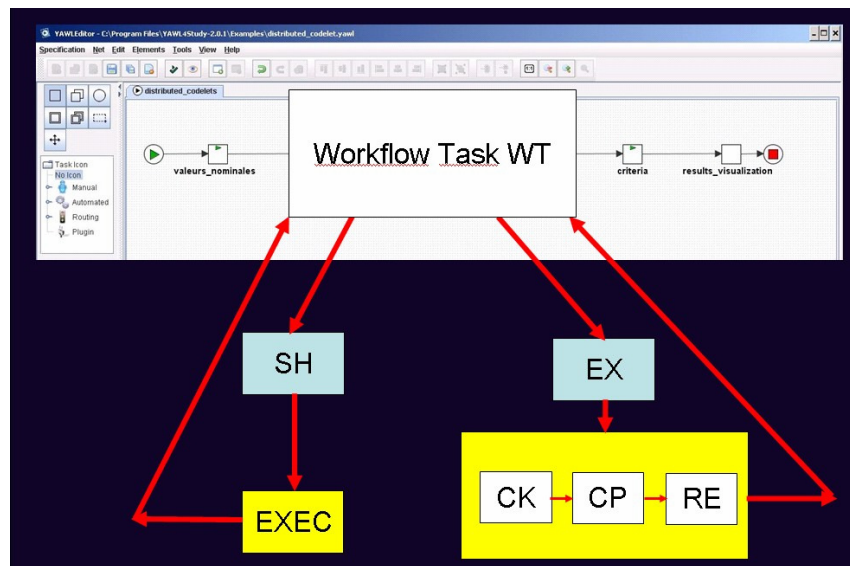 YAWLEditor - C:\Program Files\YAWL4Study-2.0.1\Examples\distributed_codelet.yawl
Specification Net Edit Elements Tools View Help
distributed_codelets
Task Icon
No Icon
Manual
Automated
Routing
Plugin
valeurs_nominales
Workflow Task WT
criteria
results_visualization
SH
EX
CK
CP
RE
EXEC